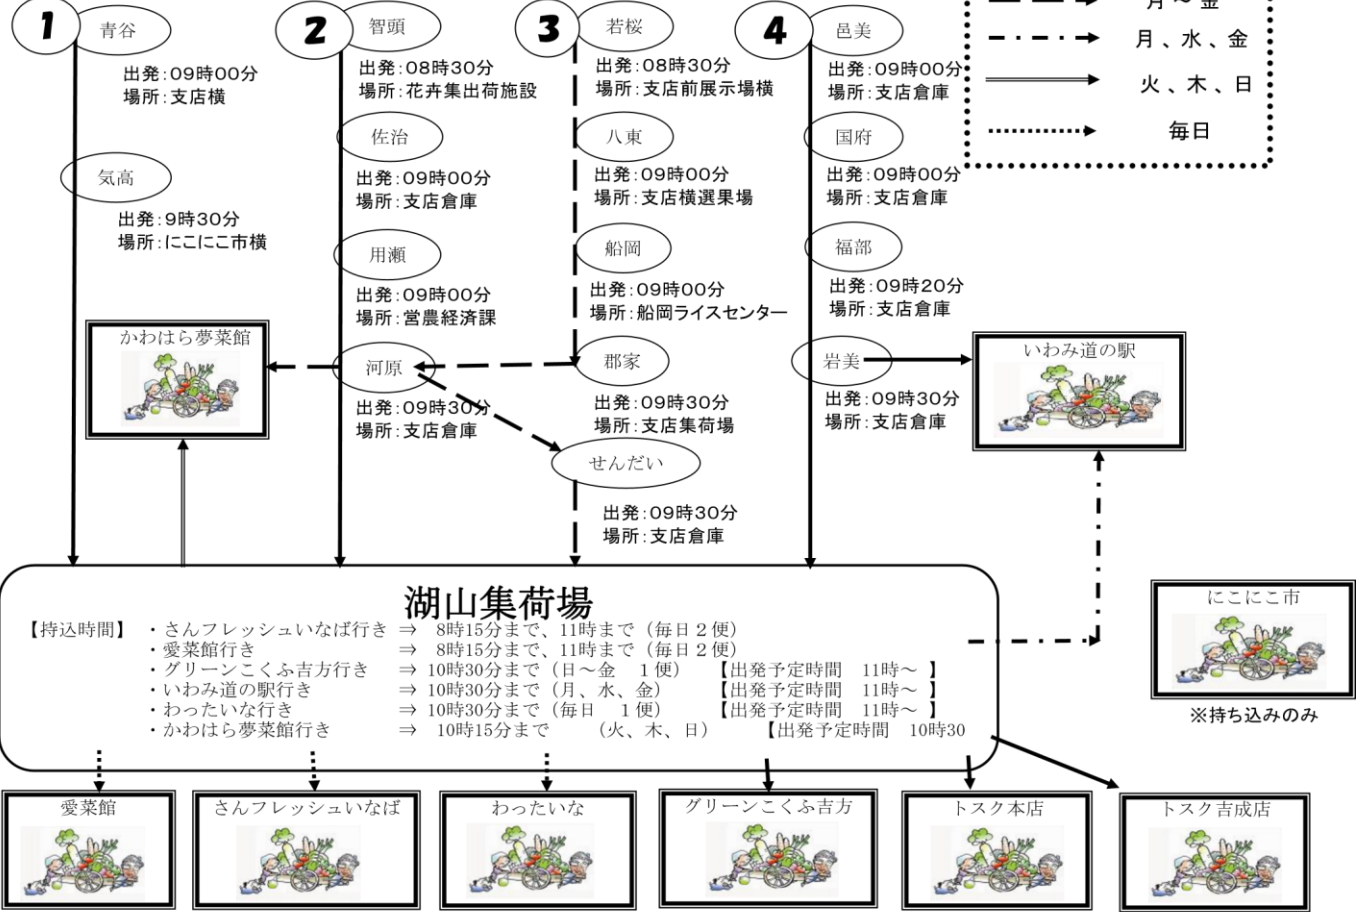 1
青谷
出発：09時00分
場所：支店横
気高
出発：9時30分
場所：にこにこ市横
2
智頭
出発：08時30分
場所：花卉集出荷施設
佐治
出発：09時00分
場所：支店倉庫
用瀬
出発：09時00分
場所：営農経済課
河原
出発：09時30分
場所：支店倉庫
3
若桜
出発：08時30分
場所：支店前展示場横
八東
出発：09時00分
場所：支店横選果場
船岡
出発：09時00分
場所：船岡ライスセンター
郡家
出発：09時30分
場所：支店集荷場
せんだい
出発：09時30分
場所：支店倉庫
4
邑美
出発：09時00分
場所：支店倉庫
国府
出発：09時00分
場所：支店倉庫
福部
出発：09時20分
場所：支店倉庫
岩美
出発：09時30分
場所：支店倉庫
月～金
月、水、金
火、木、日
毎日
かわはら夢菜館
いわみ道の駅
湖山集荷場
【持込時間】 ・さんフレッシュいなば行き ⇒ 8時15分まで、11時まで（毎日２便）
・愛菜館行き ⇒ 8時15分まで、11時まで（毎日２便）
・グリーンこくふ吉方行き ⇒ 10時30分まで（日～金 １便） 【出発予定時間 11時～ 】
・いわみ道の駅行き ⇒ 10時30分まで（月、水、金） 【出発予定時間 11時～ 】
・わったいな行き ⇒ 10時30分まで（毎日 １便） 【出発予定時間 11時～ 】
・かわはら夢菜館行き ⇒ 10時15分まで （火、木、日） 【出発予定時間 10時30
にこにこ市
※持ち込みのみ
愛菜館
さんフレッシュいなば
わったいな
グリーンこくふ吉方
トスク本店
トスク吉成店